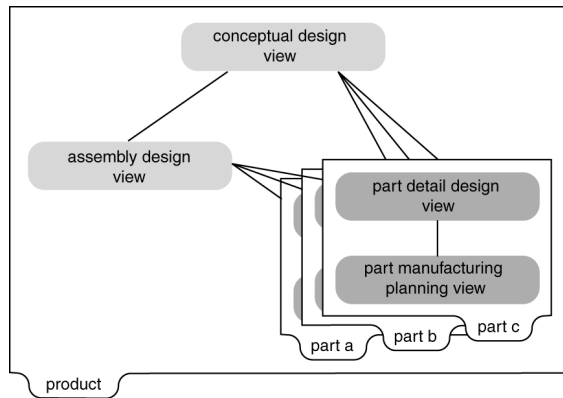 conceptual design
view
assembly design
view
part detail design
view
part manufacturing
planning view
part c
part b
part a
product